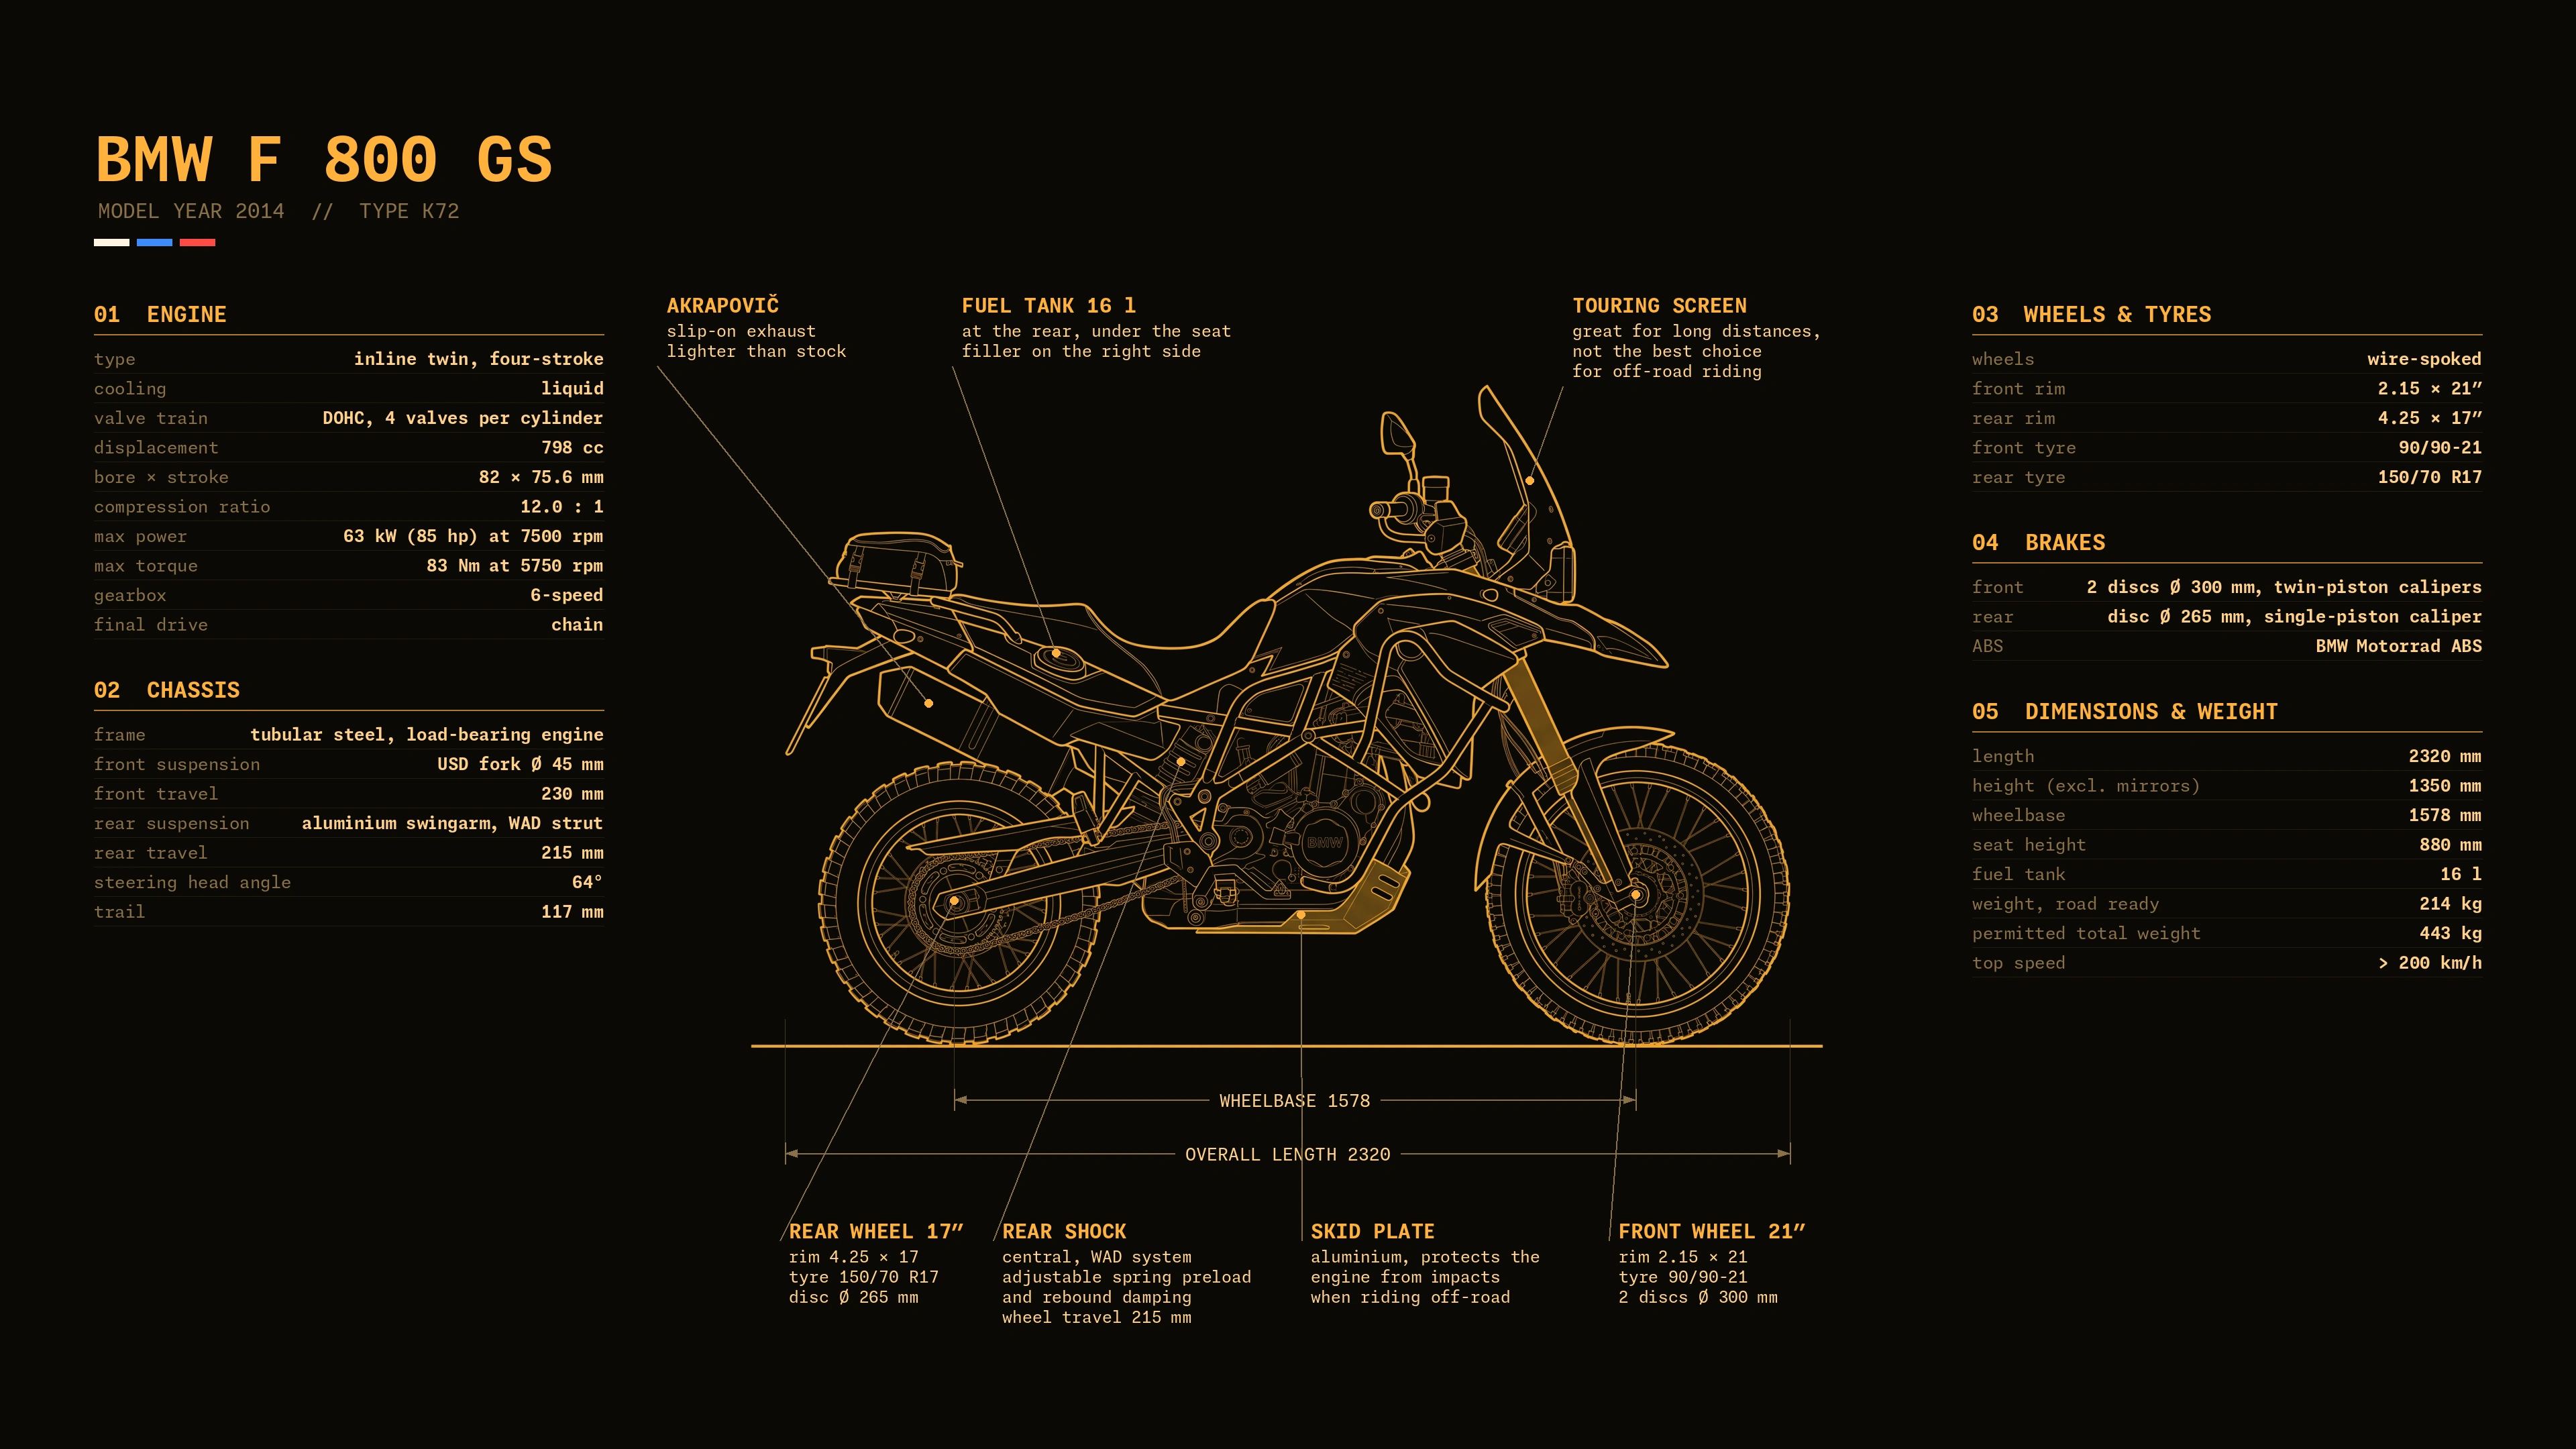 BMW F 800 GS
MODEL YEAR 2014 // TYPE K72
01 ENGINE
type inline twin, four-stroke
cooling liquid
valve train DOHC, 4 valves per cylinder
displacement 798 cc
bore × stroke 82 × 75.6 mm
compression ratio 12.0 : 1
max power 63 kW (85 hp) at 7500 rpm
max torque 83 Nm at 5750 rpm
gearbox 6-speed
final drive chain
02 CHASSIS
frame tubular steel, load-bearing engine
front suspension USD fork Ø 45 mm
front travel 230 mm
rear suspension aluminium swingarm, WAD strut
rear travel 215 mm
steering head angle 64°
trail 117 mm
AKRAPOVIČ
slip-on exhaust
lighter than stock
FUEL TANK 16 l
at the rear, under the seat
filler on the right side
TOURING SCREEN
great for long distances,
not the best choice
for off-road riding
BMW
WHEELBASE 1578
OVERALL LENGTH 2320
REAR WHEEL 17″
rim 4.25 × 17
tyre 150/70 R17
disc Ø 265 mm
REAR SHOCK
central, WAD system
adjustable spring preload
and rebound damping
wheel travel 215 mm
SKID PLATE
aluminium, protects the
engine from impacts
when riding off-road
FRONT WHEEL 21″
rim 2.15 × 21
tyre 90/90-21
2 discs Ø 300 mm
03 WHEELS & TYRES
wheels wire-spoked
front rim 2.15 × 21″
rear rim 4.25 × 17″
front tyre 90/90-21
rear tyre 150/70 R17
04 BRAKES
front 2 discs Ø 300 mm, twin-piston calipers
rear disc Ø 265 mm, single-piston caliper
ABS BMW Motorrad ABS
05 DIMENSIONS & WEIGHT
length 2320 mm
height (excl. mirrors) 1350 mm
wheelbase 1578 mm
seat height 880 mm
fuel tank 16 l
weight, road ready 214 kg
permitted total weight 443 kg
top speed > 200 km/h